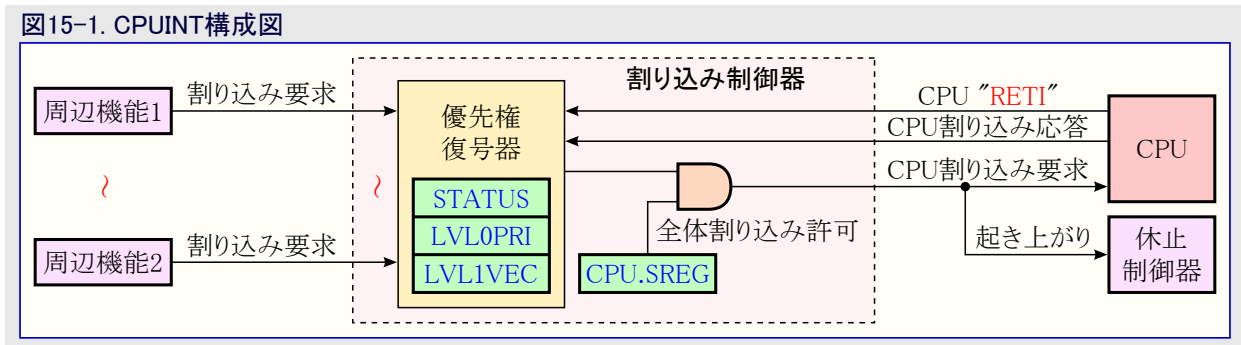 図15-1. CPUINT構成図
割り込み制御器
周辺機能1
割り込み要求
優先権
復号器
STATUS
LVL0PRI
LVL1VEC
CPU "RETI"
CPU割り込み応答
CPU割り込み要求
CPU
全体割り込み許可
CPU.SREG
周辺機能2
割り込み要求
起き上がり
休止
制御器